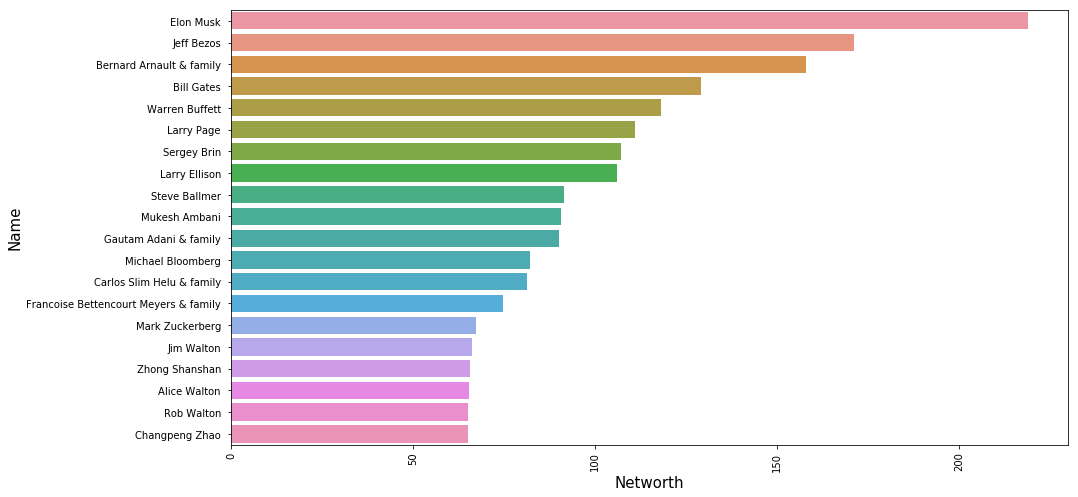 Name
Elon Musk
Jeff Bezos
Bernard Arnault & family
Bill Gates
Warren Buffett
Larry Page
Sergey Brin
Larry Ellison
Steve Ballmer
Mukesh Ambani
Gautam Adani & family
Michael Bloomberg
Carlos Slim Helu & family
Francoise Bettencourt Meyers & family
Mark Zuckerberg
Jim Walton
Zhong Shanshan
Alice Walton
Rob Walton
Changpeng Zhao
0 50 100 150 200
Networth